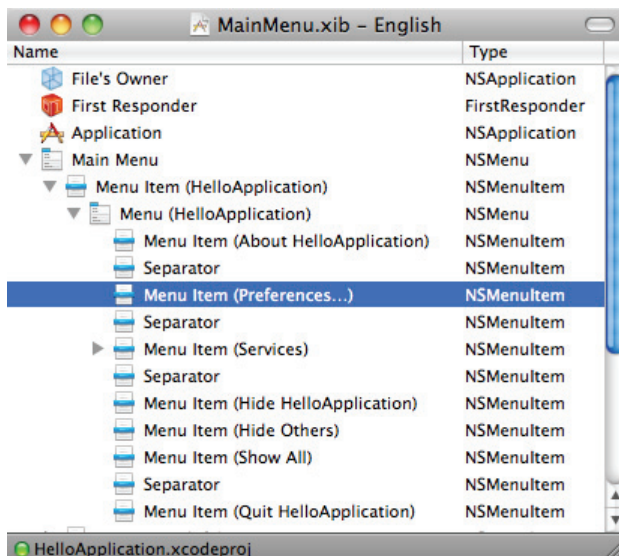 MainMenu.xib – English
Name Type
File's Owner NSApplication
First Responder FirstResponder
Application NSApplication
Main Menu NSMenu
Menu Item (HelloApplication) NSMenuItem
Menu (HelloApplication) NSMenu
Menu Item (About HelloApplication) NSMenuItem
Separator NSMenuItem
Menu Item (Preferences...) NSMenuItem
Separator NSMenuItem
Menu Item (Services) NSMenuItem
Separator NSMenuItem
Menu Item (Hide HelloApplication) NSMenuItem
Menu Item (Hide Others) NSMenuItem
Menu Item (Show All) NSMenuItem
Separator NSMenuItem
Menu Item (Quit HelloApplication) NSMenuItem
HelloApplication.xcodeproj